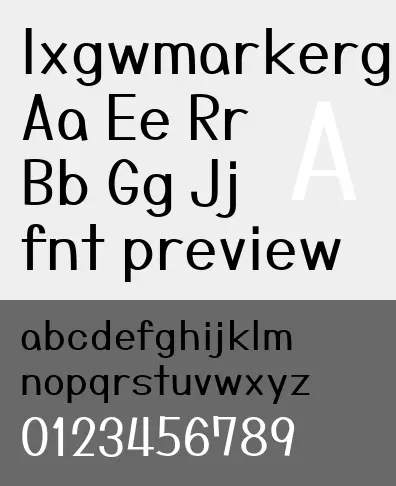 lxgwmarkerg
Aa Ee Rr
A
Bb Gg Jj
fnt preview
abcdefghijklm
nopqrstuvwxyz
0123456789